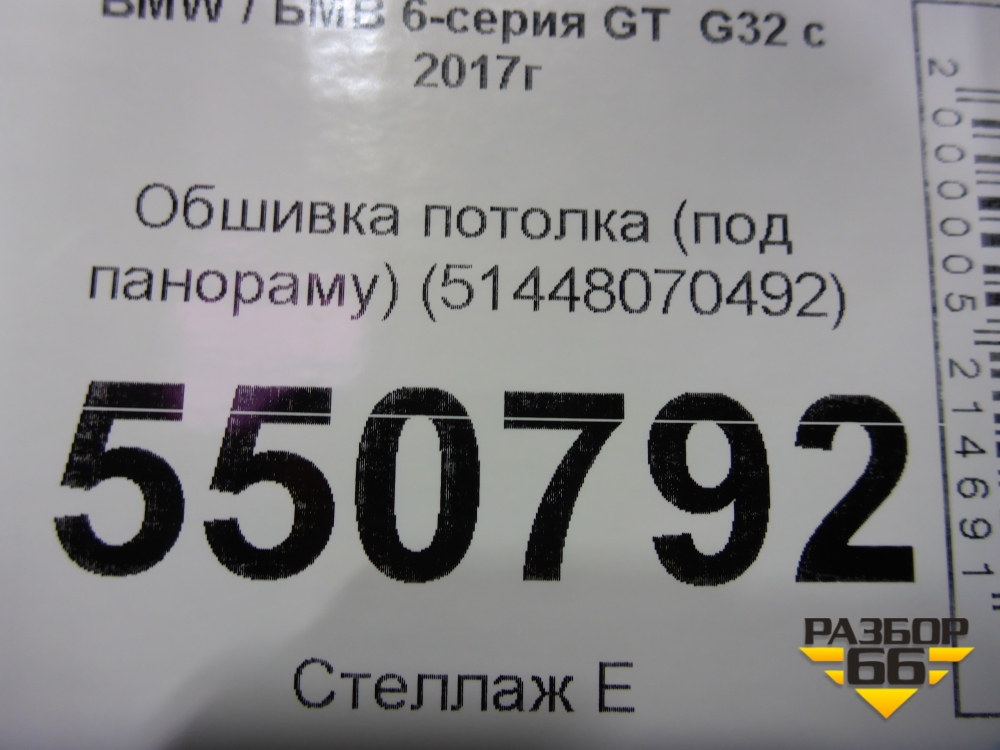 BMW / БМВ 6-серия GT G32 с
2017г
Обшивка потолка (под
панораму) (51448070492)
550792
Стеллаж Е
2000005214691
РАЗБОР
66